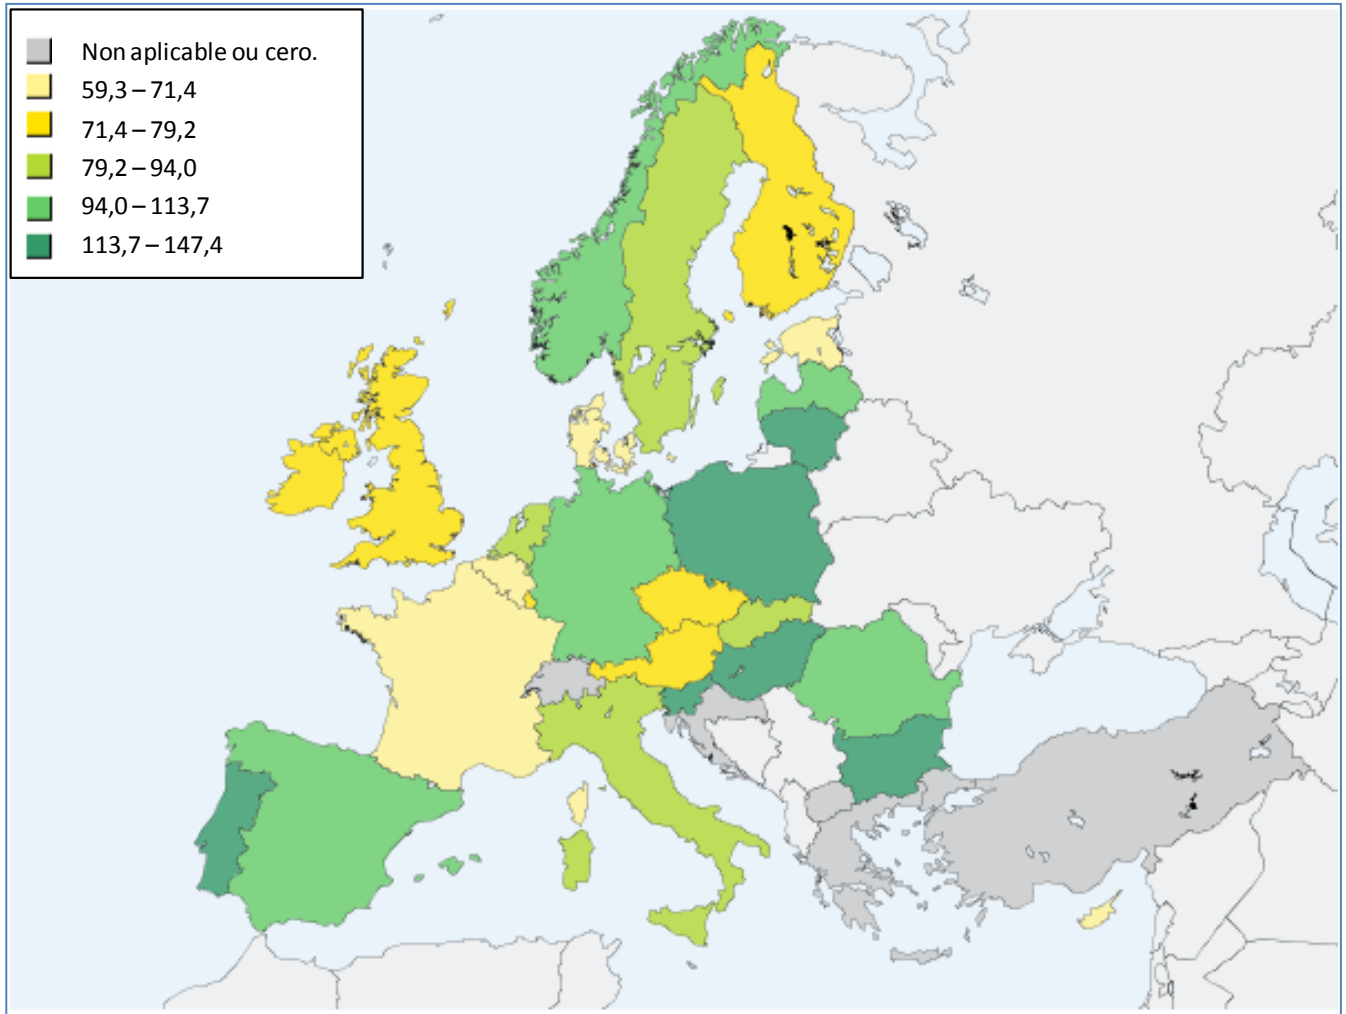 Non aplicable ou cero.
59,3 – 71,4
71,4 – 79,2
79,2 – 94,0
94,0 – 113,7
113,7 – 147,4